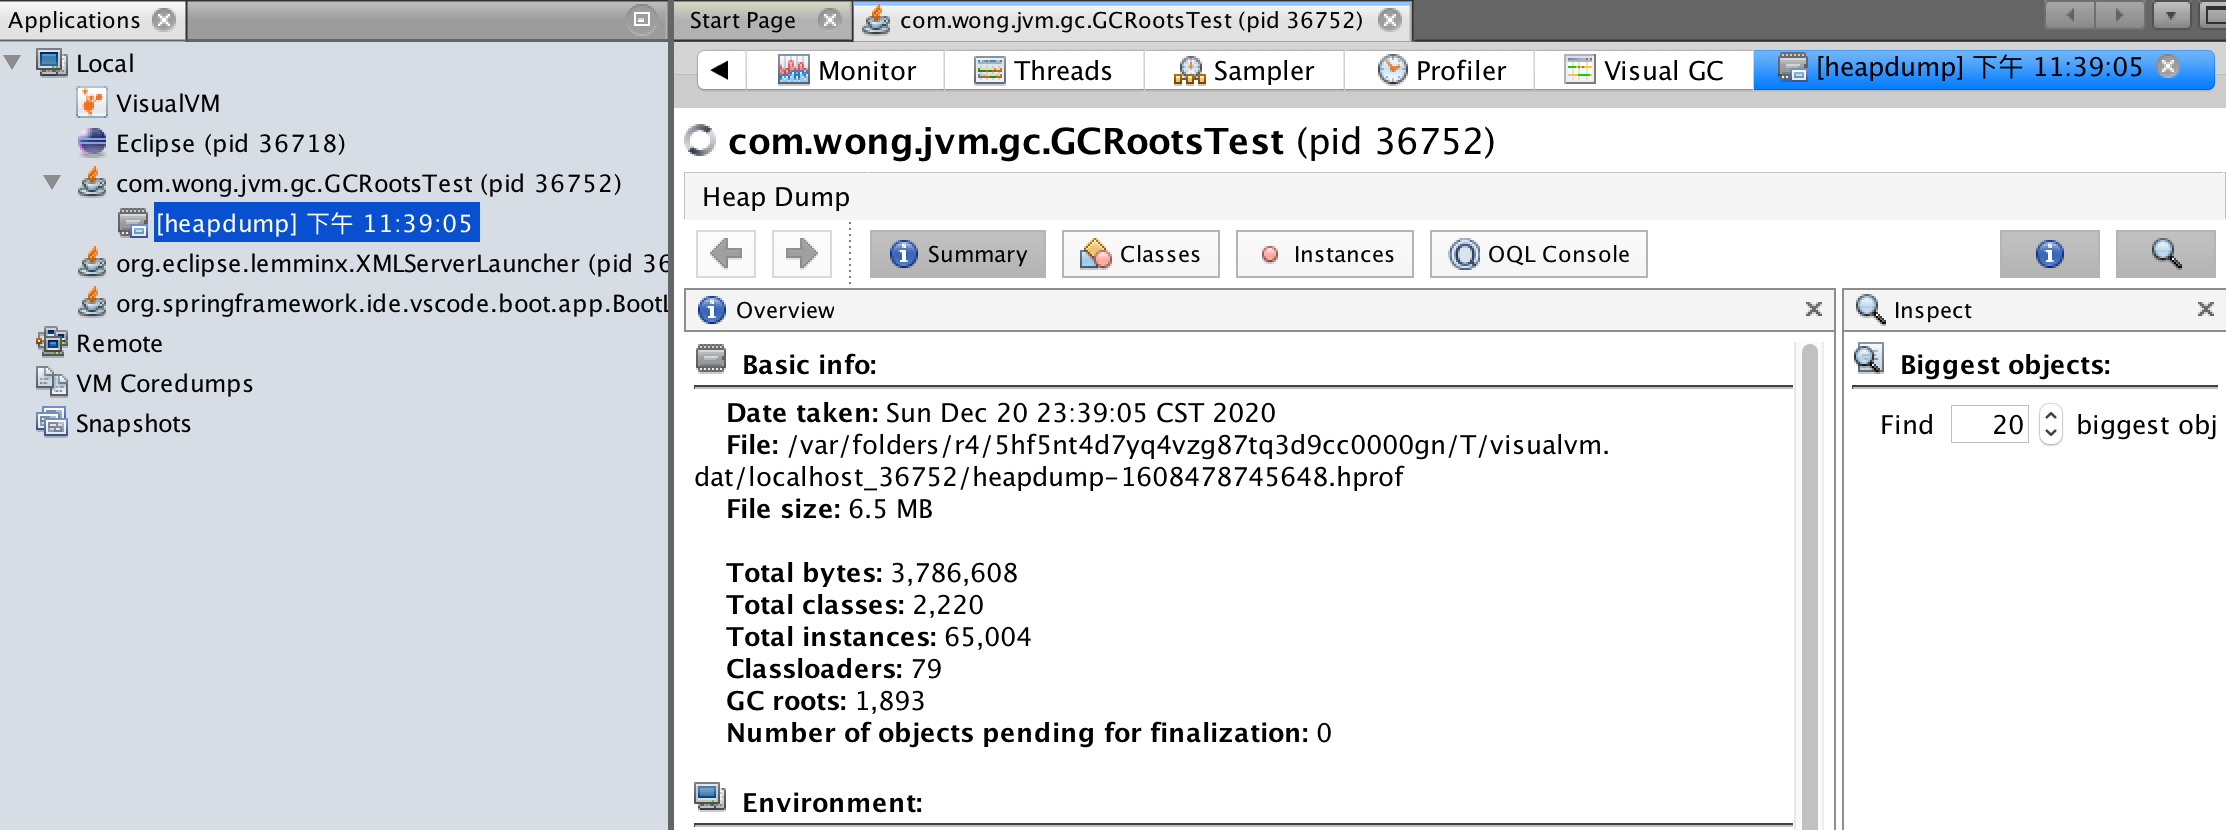 Applications
Local
VisualVM
Eclipse (pid 36718)
com.wong.jvm.gc.GCRootsTest (pid 36752)
[heapdump] 下午 11:39:05
org.eclipse.lemminx.XMLServerLauncher (pid 36
org.springframework.ide.vscode.boot.app.BootL
Remote
VM Coredumps
Snapshots
Start Page
com.wong.jvm.gc.GCRootsTest (pid 36752)
Monitor
Threads
Sampler
Profiler
Visual GC
[heapdump] 下午 11:39:05
com.wong.jvm.gc.GCRootsTest (pid 36752)
Heap Dump
Summary
Classes
Instances
OQL Console
Overview
Basic info:
Date taken: Sun Dec 20 23:39:05 CST 2020
File: /var/folders/r4/5hf5nt4d7yq4vzg87tq3d9cc0000gn/T/visualvm.
dat/localhost_36752/heapdump-1608478745648.hprof
File size: 6.5 MB
Total bytes: 3,786,608
Total classes: 2,220
Total instances: 65,004
Classloaders: 79
GC roots: 1,893
Number of objects pending for finalization: 0
Environment:
Inspect
Biggest objects:
Find 20 biggest obj